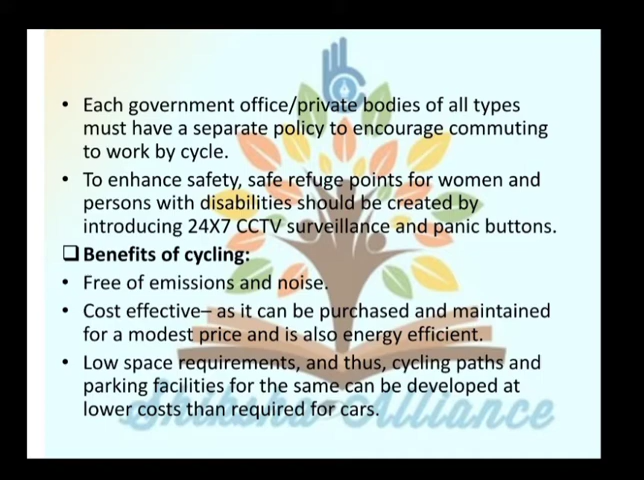 • Each government office/private bodies of all types
must have a separate policy to encourage commuting
to work by cycle.
• To enhance safety, safe refuge points for women and
persons with disabilities should be created by
introducing 24X7 CCTV surveillance and panic buttons.
❑ Benefits of cycling:
• Free of emissions and noise.
• Cost effective– as it can be purchased and maintained
for a modest price and is also energy efficient.
• Low space requirements, and thus, cycling paths and
parking facilities for the same can be developed at
lower costs than required for cars.
Shiksha Alliance